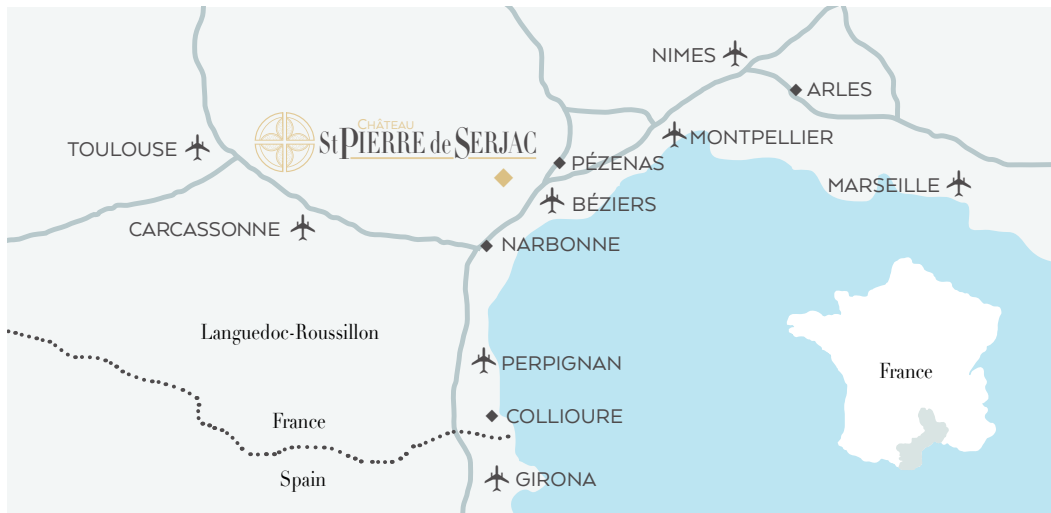 NIMES
ARLES
CHÂTEAU
St PIERRE de SERJAC
TOULOUSE
MONTPELLIER
PÉZENAS
MARSEILLE
BÉZIERS
CARCASSONNE
NARBONNE
Languedoc-Roussillon
PERPIGNAN
France
COLLIOURE
France
Spain
GIRONA